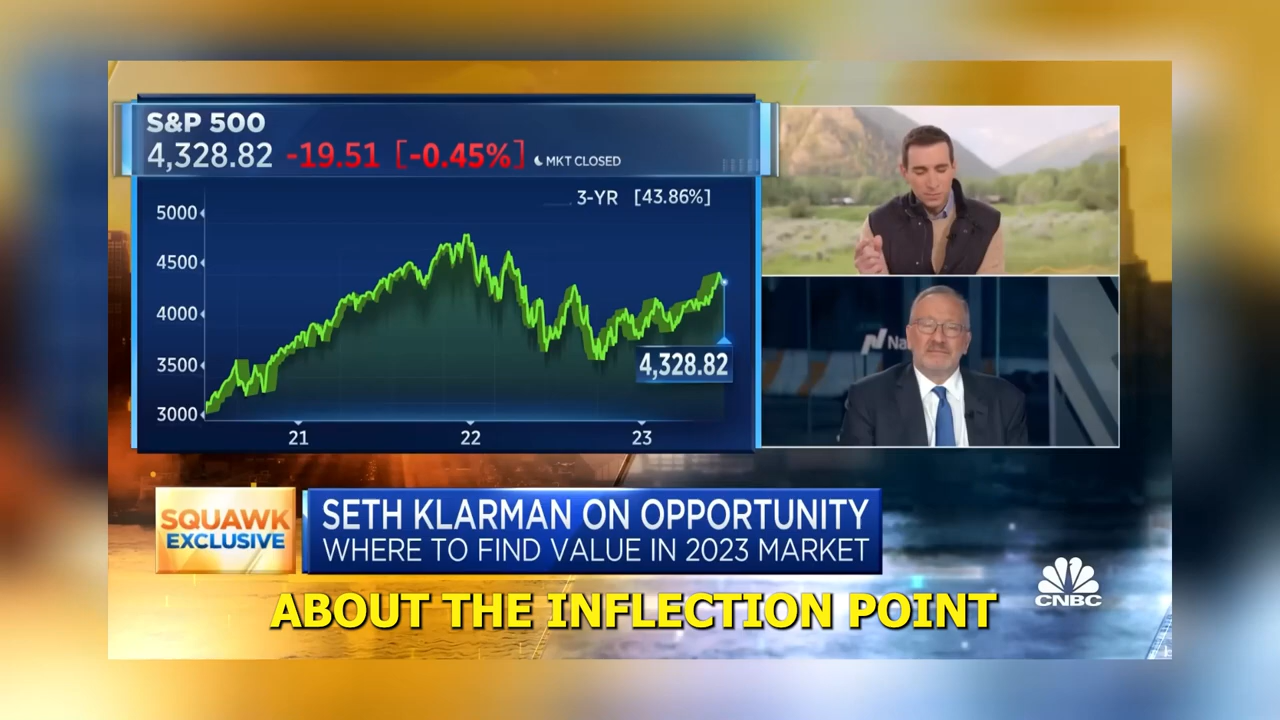 S&P 500
4,328.82 -19.51 [-0.45%] MKT CLOSED
3-YR [43.86%]
5000
4500
4000
3500
3000
4,328.82
21 22 23
SQUAWK
EXCLUSIVE
SETH KLARMAN ON OPPORTUNITY
WHERE TO FIND VALUE IN 2023 MARKET
CNBC
ABOUT THE INFLECTION POINT